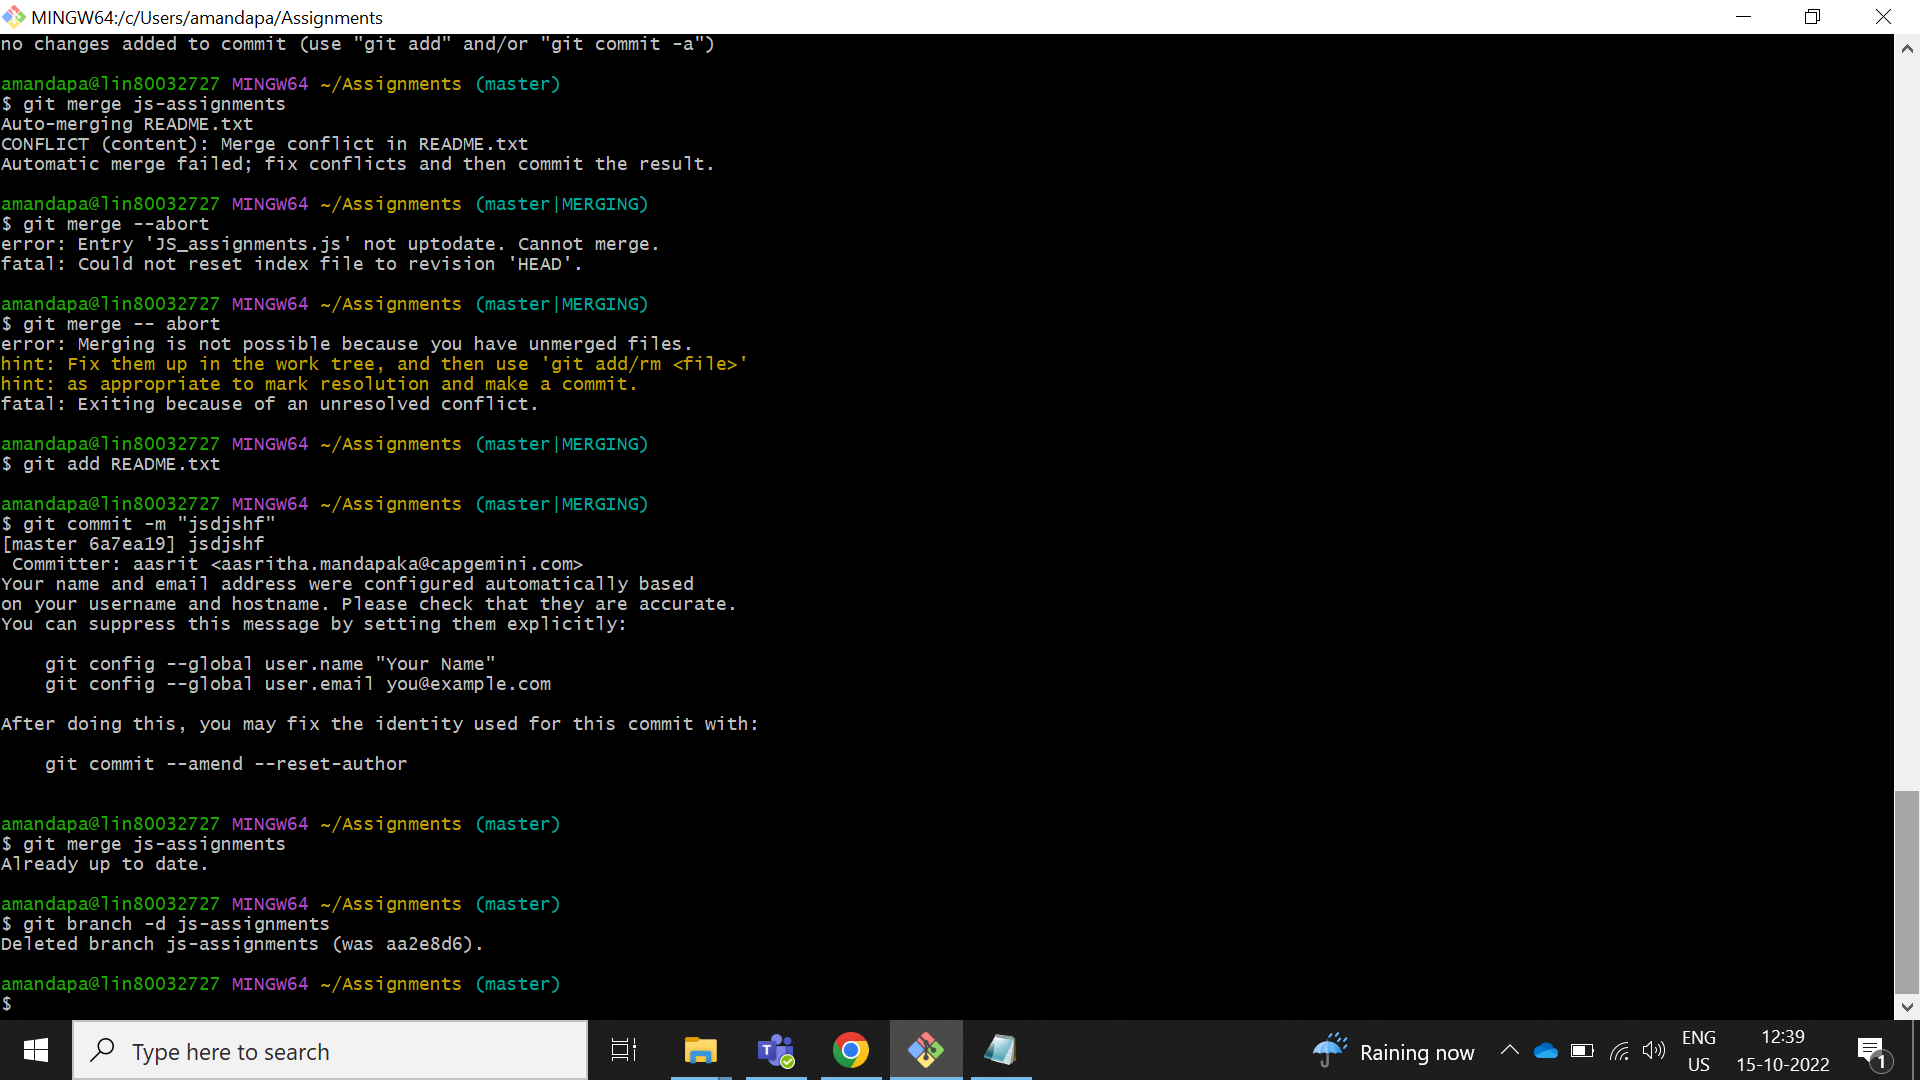 MINGW64:/c/Users/amandapa/Assignments
no changes added to commit (use "git add" and/or "git commit -a")
amandapa@lin80032727 MINGW64 ~/Assignments (master)
$ git merge js-assignments
Auto-merging README.txt
CONFLICT (content): Merge conflict in README.txt
Automatic merge failed; fix conflicts and then commit the result.
amandapa@lin80032727 MINGW64 ~/Assignments (master|MERGING)
$ git merge --abort
error: Entry 'JS_assignments.js' not uptodate. Cannot merge.
fatal: Could not reset index file to revision 'HEAD'.
amandapa@lin80032727 MINGW64 ~/Assignments (master|MERGING)
$ git merge -- abort
error: Merging is not possible because you have unmerged files.
hint: Fix them up in the work tree, and then use 'git add/rm <file>'
hint: as appropriate to mark resolution and make a commit.
fatal: Exiting because of an unresolved conflict.
amandapa@lin80032727 MINGW64 ~/Assignments (master|MERGING)
$ git add README.txt
amandapa@lin80032727 MINGW64 ~/Assignments (master|MERGING)
$ git commit -m "jsdjshf"
[master 6a7ea19] jsdjshf
Committer: aasrit <aasritha.mandapaka@capgemini.com>
Your name and email address were configured automatically based
on your username and hostname. Please check that they are accurate.
You can suppress this message by setting them explicitly:
git config --global user.name "Your Name"
git config --global user.email you@example.com
After doing this, you may fix the identity used for this commit with:
git commit --amend --reset-author
amandapa@lin80032727 MINGW64 ~/Assignments (master)
$ git merge js-assignments
Already up to date.
amandapa@lin80032727 MINGW64 ~/Assignments (master)
$ git branch -d js-assignments
Deleted branch js-assignments (was aa2e8d6).
amandapa@lin80032727 MINGW64 ~/Assignments (master)
$
Type here to search
Raining now
ENG
US
12:39
15-10-2022
1